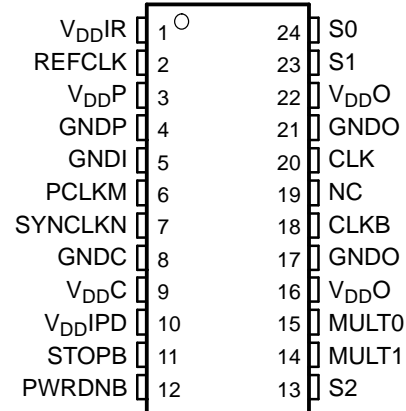 VDDIR 1 24 S0
REFCLK 2 23 S1
VDDP 3 22 VDDO
GNDP 4 21 GNDO
GNDI 5 20 CLK
PCLKM 6 19 NC
SYNCLKN 7 18 CLKB
GNDC 8 17 GNDO
VDDC 9 16 VDDO
VDDIPD 10 15 MULT0
STOPB 11 14 MULT1
PWRDNB 12 13 S2